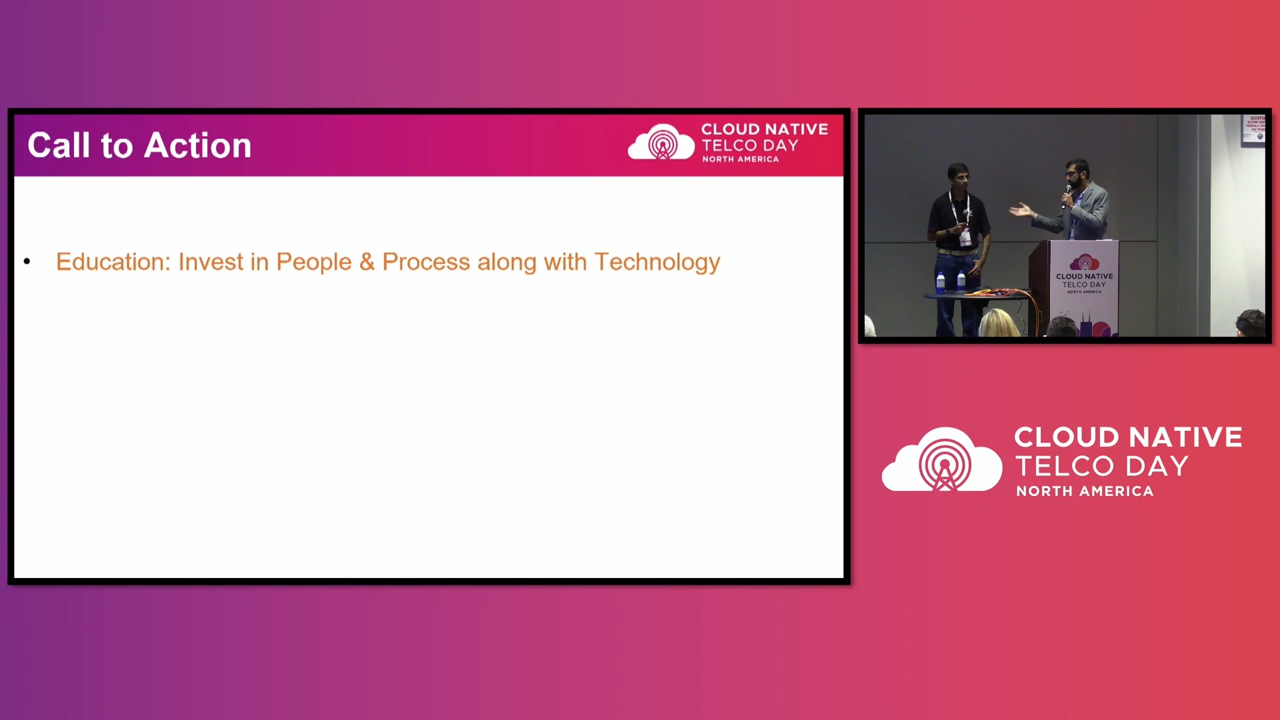 Call to Action
CLOUD NATIVE
TELCO DAY
NORTH AMERICA
• Education: Invest in People & Process along with Technology
CLOUD NATIVE
TELCO DAY
NORTH AMERICA
CLOUD NATIVE
TELCO DAY
NORTH AMERICA